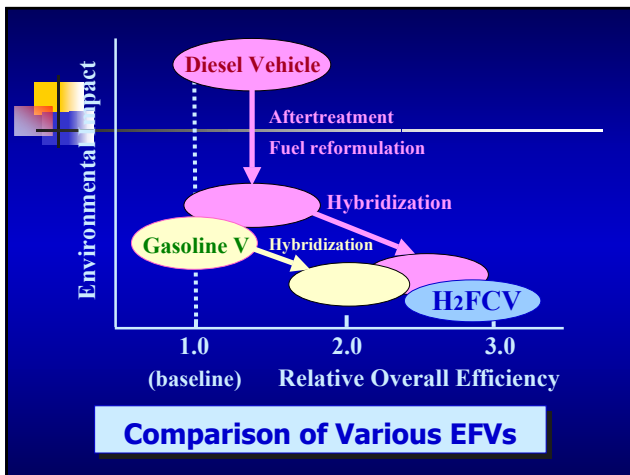 Environmental Impact
Diesel Vehicle
Aftertreatment
Fuel reformulation
Hybridization
Gasoline V
Hybridization
H2FCV
1.0
2.0
3.0
(baseline)
Relative Overall Efficiency
Comparison of Various EFVs